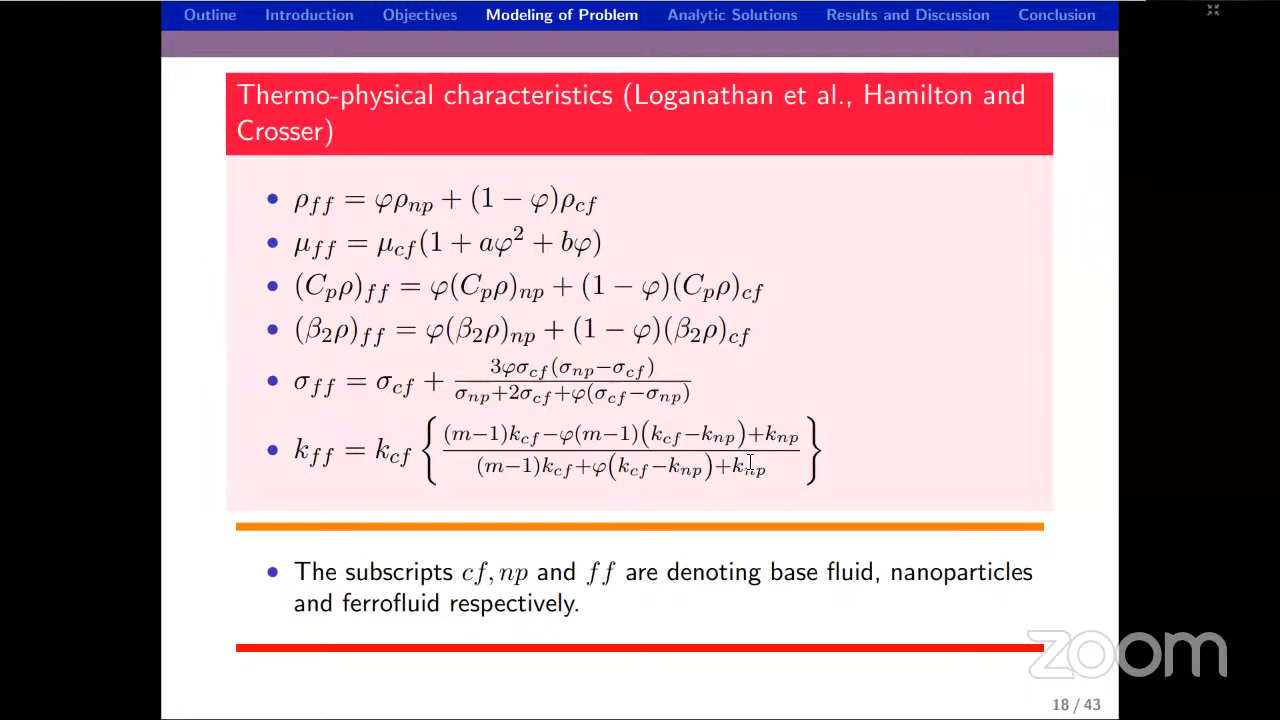 Outline Introduction Objectives Modeling of Problem Analytic Solutions Results and Discussion Conclusion
Thermo-physical characteristics (Loganathan et al., Hamilton and
Crosser)
• ρ_ff = φρ_np + (1 − φ)ρ_cf
• μ_ff = μ_cf(1 + aφ² + bφ)
• (C_pρ)_ff = φ(C_pρ)_np + (1 − φ)(C_pρ)_cf
• (β₂ρ)_ff = φ(β₂ρ)_np + (1 − φ)(β₂ρ)_cf
• σ_ff = σ_cf + 3φσ_cf(σ_np−σ_cf) / σ_np+2σ_cf+φ(σ_cf−σ_np)
• k_ff = k_cf { (m−1)k_cf−φ(m−1)(k_cf−k_np)+k_np / (m−1)k_cf+φ(k_cf−k_np)+k_np }
• The subscripts cf, np and ff are denoting base fluid, nanoparticles
and ferrofluid respectively.
zoom
18 / 43